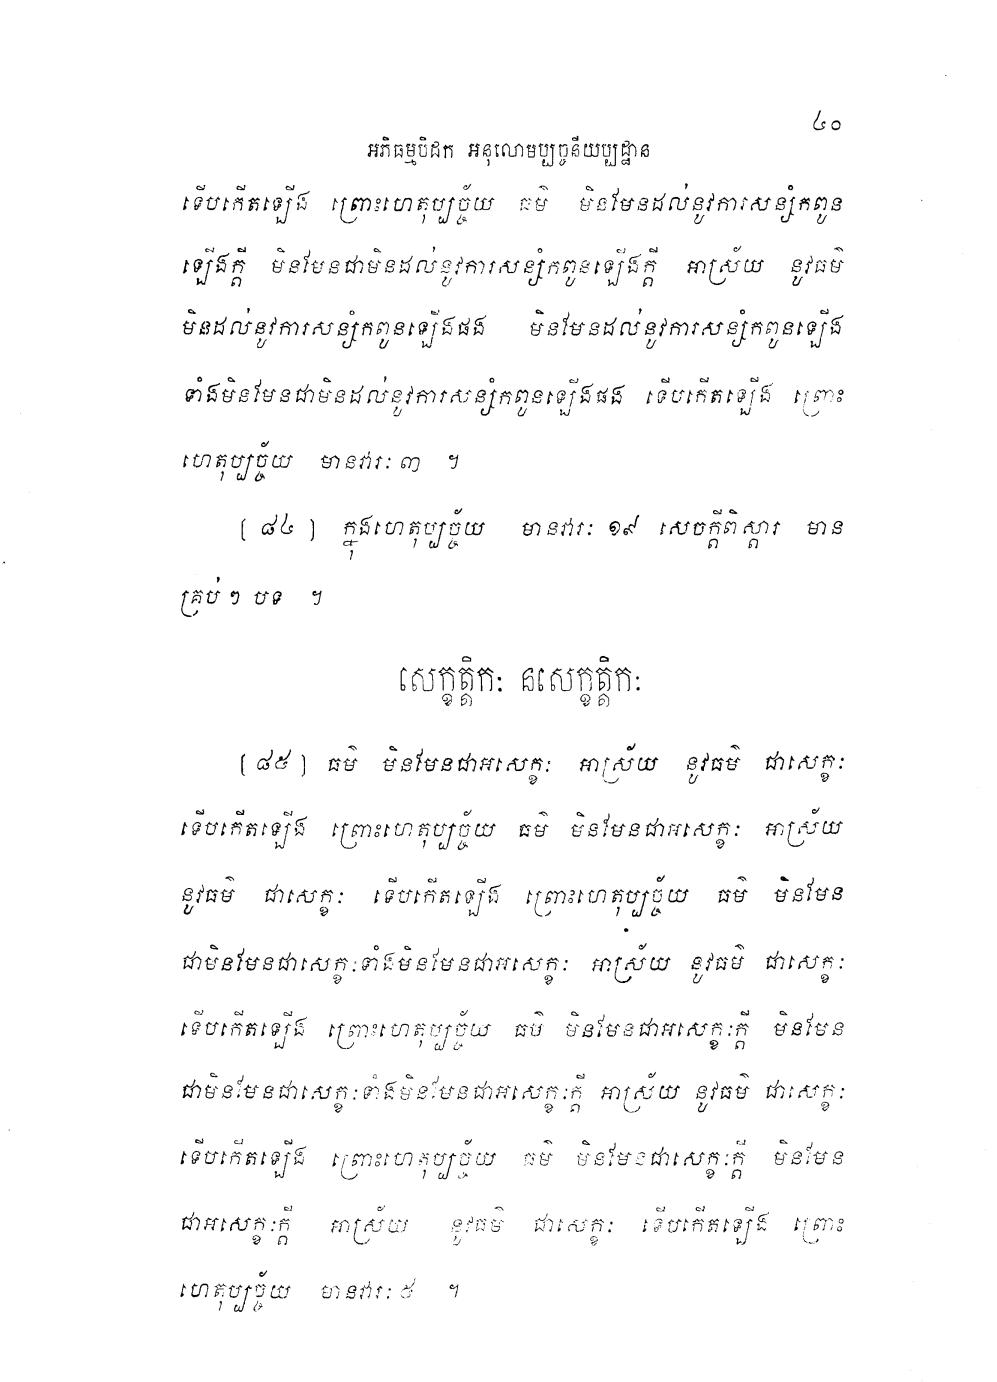 ៤០
អភិធម្មបិដក អនុលោមប្បច្ចនីយប្បដ្ឋាន
ទើបកើតឡើង ព្រោះហេតុប្បច្ច័យ ធម៌ មិនមែនដល់នូវការសន្សំកពូន
ឡើងក្តី មិនមែនជាមិនដល់នូវការសន្សំកពូនឡើងក្តី អាស្រ័យ នូវធម៌
មិនដល់នូវការសន្សំកពូនឡើងផង មិនមែនដល់នូវការសន្សំកពូនឡើង
ទាំងមិនមែនជាមិនដល់នូវការសន្សំកពូនឡើងផង ទើបកើតឡើង ព្រោះ
ហេតុប្បច្ច័យ មានវារៈ ៣ ។
[ ៨៤ ] ក្នុងហេតុប្បច្ច័យ មានវារៈ ១៩ សេចក្តីពិស្តារ មាន
គ្រប់ៗ បទ ។
សេក្ខត្តិកៈ នសេក្ខត្តិកៈ
[ ៨៥ ] ធម៌ មិនមែនជាអសេក្ខៈ អាស្រ័យ នូវធម៌ ជាសេក្ខៈ
ទើបកើតឡើង ព្រោះហេតុប្បច្ច័យ ធម៌ មិនមែនជាអសេក្ខៈ អាស្រ័យ
នូវធម៌ ជាសេក្ខៈ ទើបកើតឡើង ព្រោះហេតុប្បច្ច័យ ធម៌ មិនមែន
ជាមិនមែនជាសេក្ខៈទាំងមិនមែនជាអសេក្ខៈ អាស្រ័យ នូវធម៌ ជាសេក្ខៈ
ទើបកើតឡើង ព្រោះហេតុប្បច្ច័យ ធម៌ មិនមែនជាអសេក្ខៈក្តី មិនមែន
ជាមិនមែនជាសេក្ខៈទាំងមិនមែនជាអសេក្ខៈក្តី អាស្រ័យ នូវធម៌ ជាសេក្ខៈ
ទើបកើតឡើង ព្រោះហេតុប្បច្ច័យ ធម៌ មិនមែនជាសេក្ខៈក្តី មិនមែន
ជាអសេក្ខៈក្តី អាស្រ័យ នូវធម៌ ជាសេក្ខៈ ទើបកើតឡើង ព្រោះ
ហេតុប្បច្ច័យ មានវារៈ ៥ ។